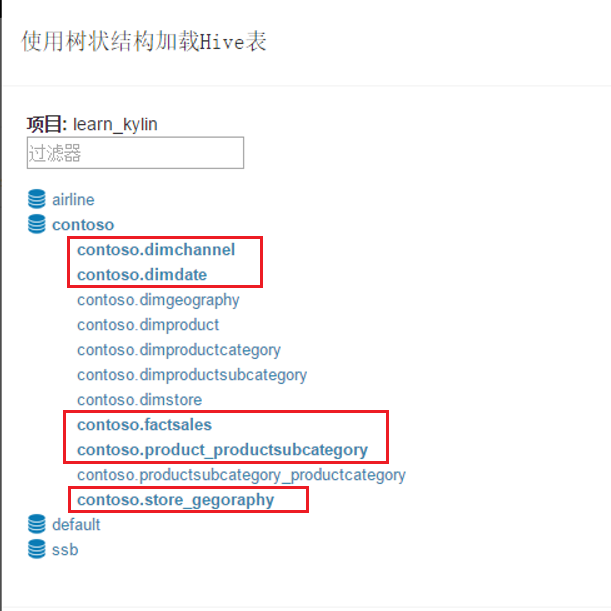 使用树状结构加载Hive表
项目: learn_kylin
过滤器
airline
contoso
contoso.dimchannel
contoso.dimdate
contoso.dimgeography
contoso.dimproduct
contoso.dimproductcategory
contoso.dimproductsubcategory
contoso.dimstore
contoso.factsales
contoso.product_productsubcategory
contoso.productsubcategory_productcategory
contoso.store_gegoraphy
default
ssb